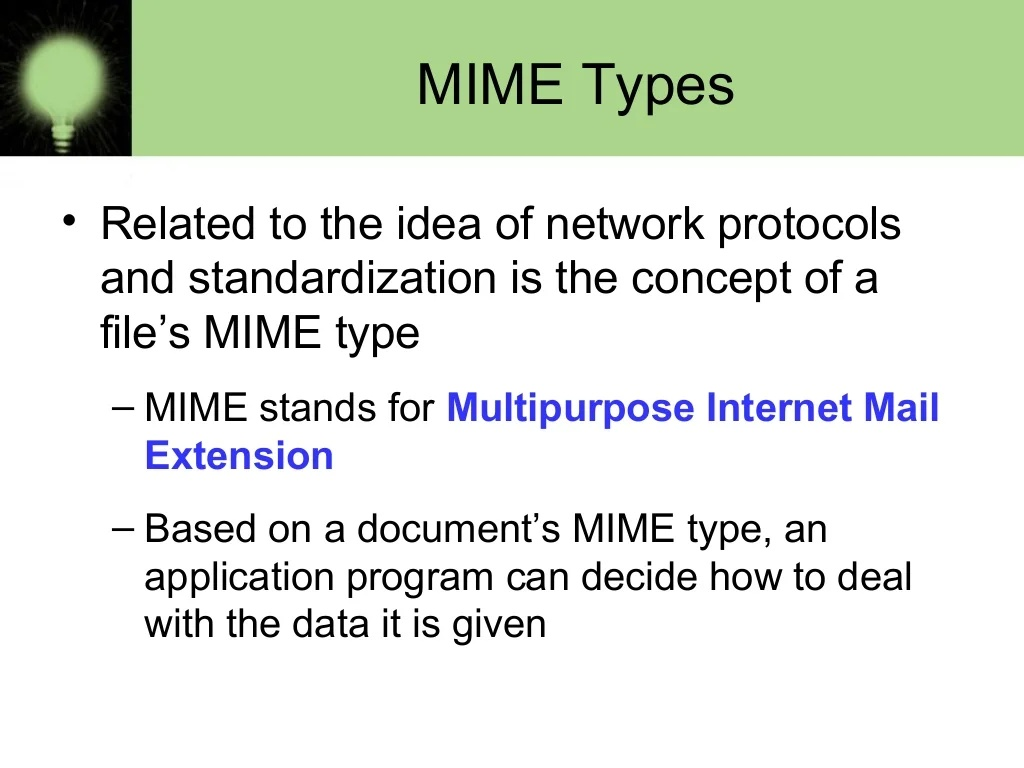 MIME Types
• Related to the idea of network protocols
and standardization is the concept of a
file’s MIME type
– MIME stands for Multipurpose Internet Mail
Extension
– Based on a document’s MIME type, an
application program can decide how to deal
with the data it is given